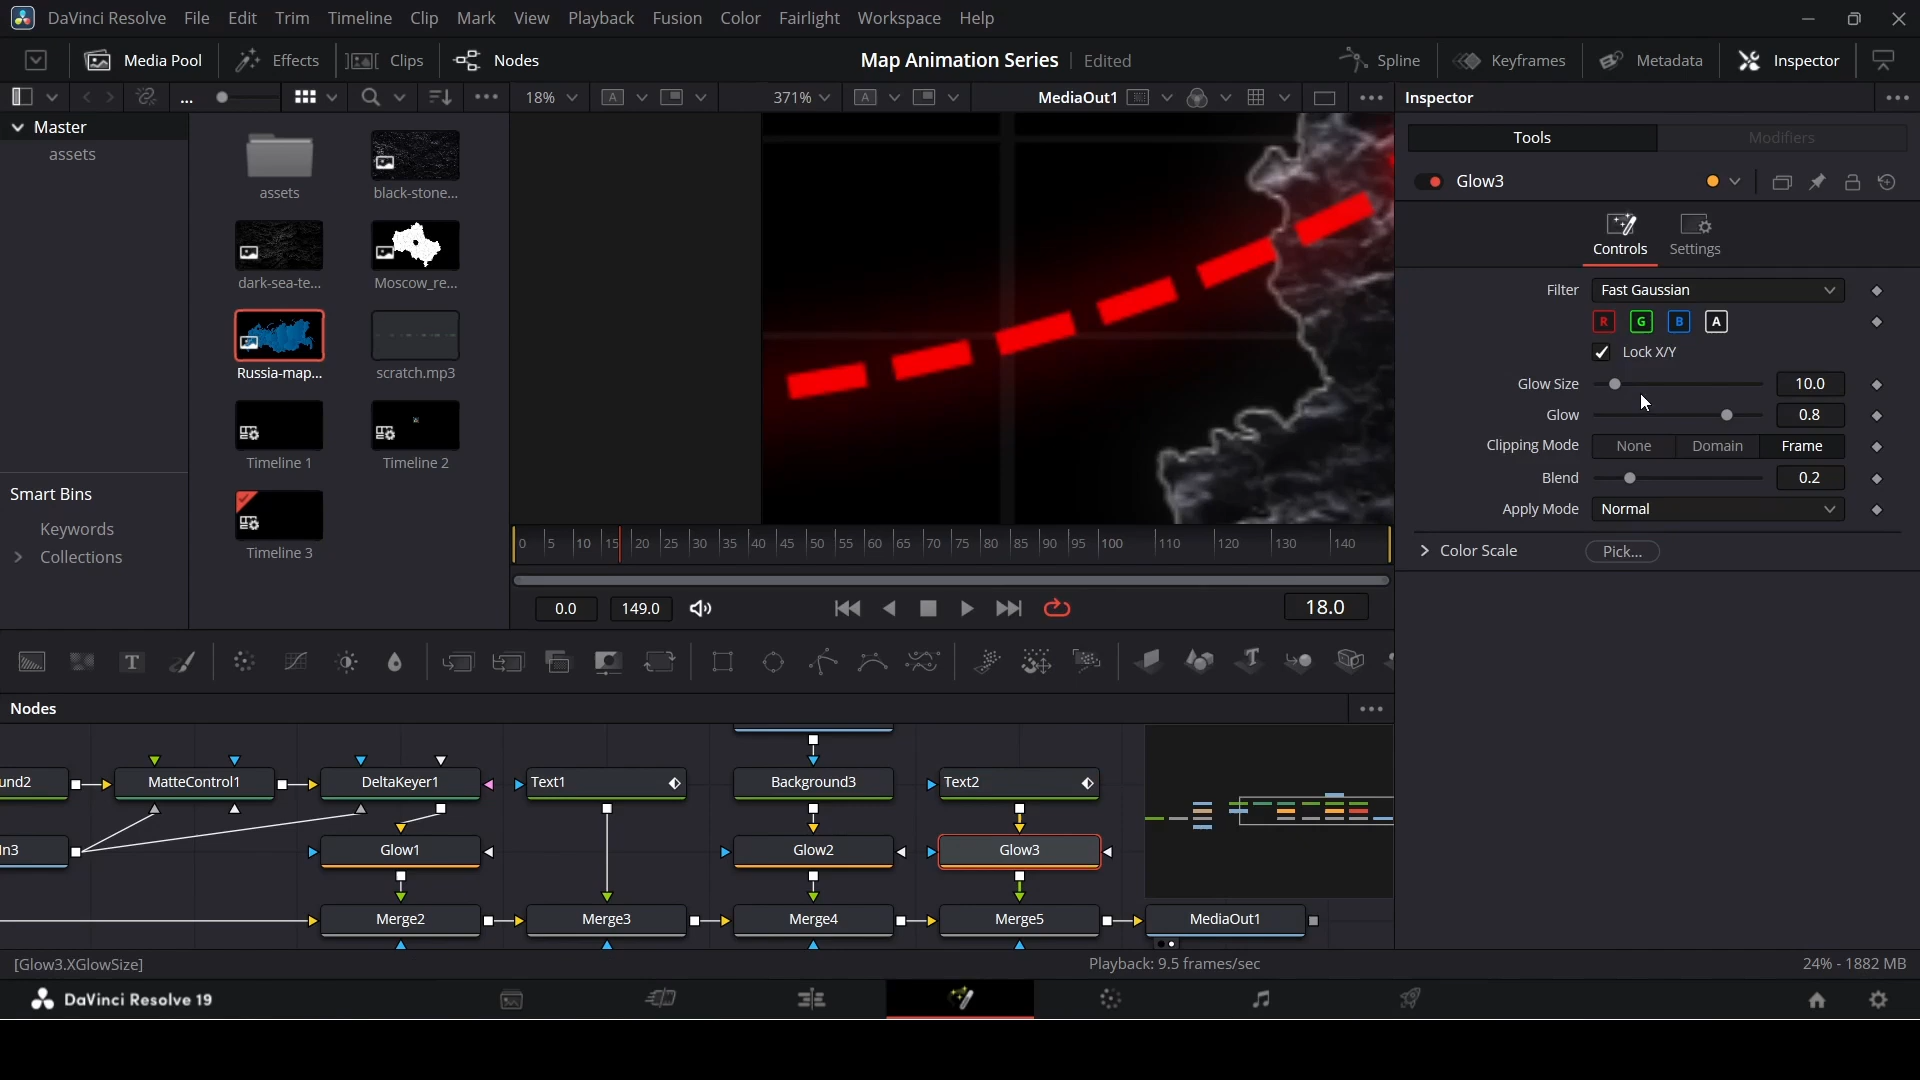 DaVinci Resolve File Edit Trim Timeline Clip Mark View Playback Fusion Color Fairlight Workspace Help
Media Pool Effects Clips Nodes Map Animation Series Edited Spline Keyframes Metadata Inspector
... 18% 371% MediaOut1 Inspector
Master
assets
assets
black-stone...
dark-sea-te...
Moscow_re...
Russia-map...
scratch.mp3
Timeline 1
Timeline 2
Timeline 3
Smart Bins
Keywords
Collections
0 5 10 15 20 25 30 35 40 45 50 55 60 65 70 75 80 85 90 95 100 110 120 130 140
0.0 149.0 18.0
Tools Modifiers
Glow3
Controls Settings
Filter Fast Gaussian
R G B A
Lock X/Y
Glow Size 10.0
Glow 0.8
Clipping Mode None Domain Frame
Blend 0.2
Apply Mode Normal
Color Scale Pick...
T
Nodes
und2 MatteControl1 DeltaKeyer1 Text1 Background3 Text2
In3 Glow1 Glow2 Glow3
Merge2 Merge3 Merge4 Merge5 MediaOut1
[Glow3.XGlowSize] Playback: 9.5 frames/sec 24% - 1882 MB
DaVinci Resolve 19